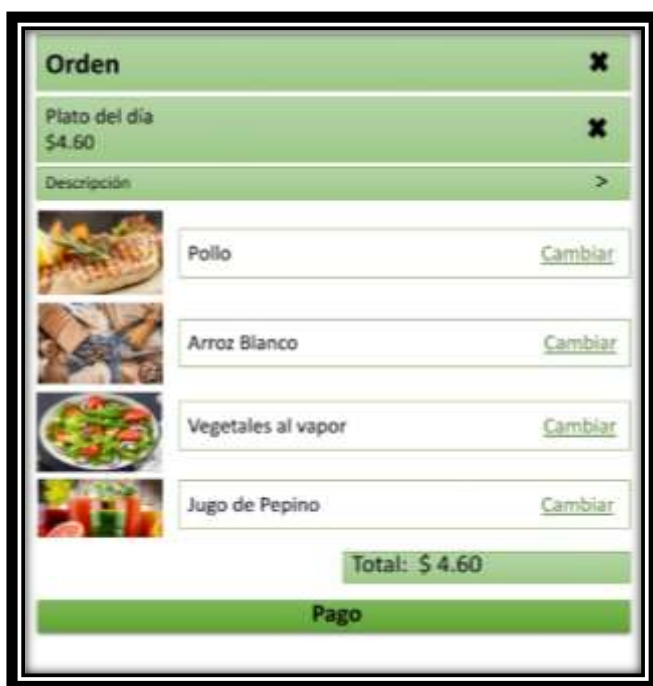 Orden ✖
Plato del día
$4.60 ✖
Descripción >
Pollo Cambiar
Arroz Blanco Cambiar
Vegetales al vapor Cambiar
Jugo de Pepino Cambiar
Total: $ 4.60
Pago